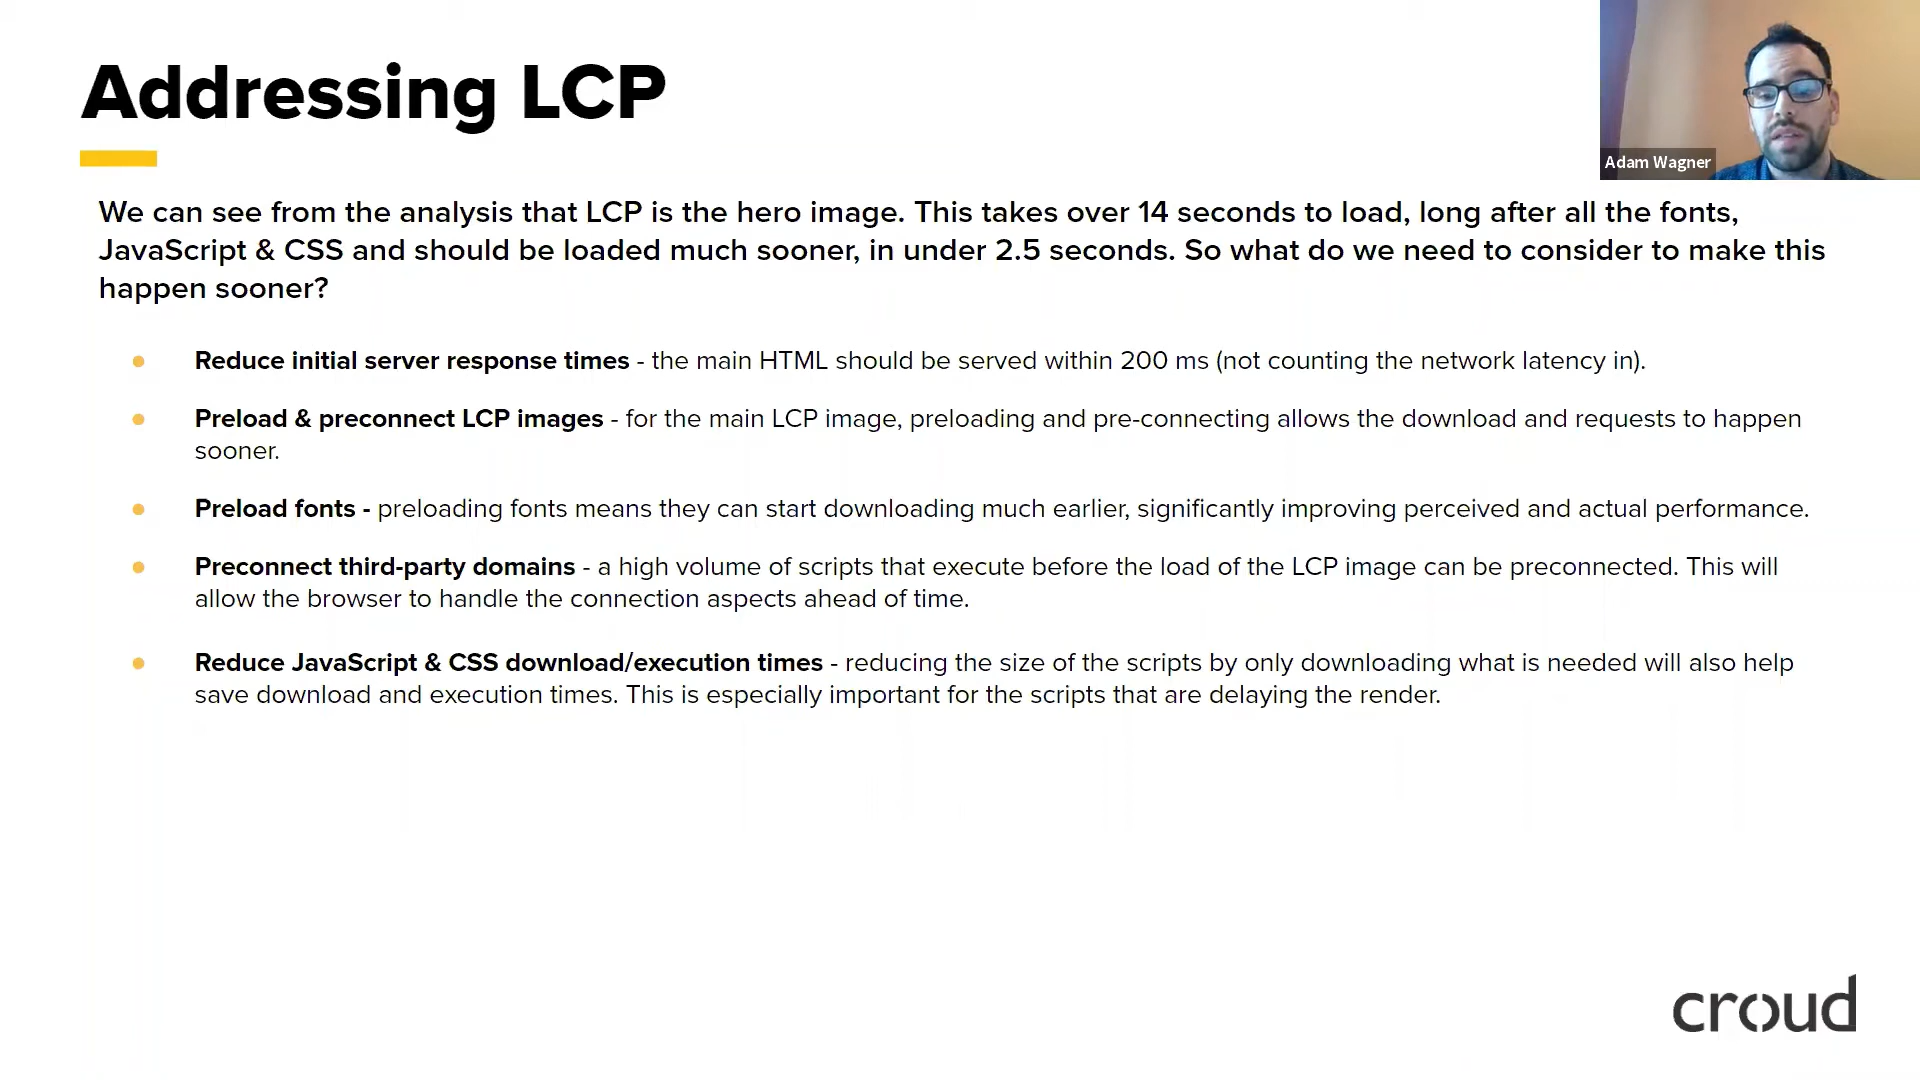 Addressing LCP
Adam Wagner
We can see from the analysis that LCP is the hero image. This takes over 14 seconds to load, long after all the fonts,
JavaScript & CSS and should be loaded much sooner, in under 2.5 seconds. So what do we need to consider to make this
happen sooner?
● Reduce initial server response times - the main HTML should be served within 200 ms (not counting the network latency in).
● Preload & preconnect LCP images - for the main LCP image, preloading and pre-connecting allows the download and requests to happen
sooner.
● Preload fonts - preloading fonts means they can start downloading much earlier, significantly improving perceived and actual performance.
● Preconnect third-party domains - a high volume of scripts that execute before the load of the LCP image can be preconnected. This will
allow the browser to handle the connection aspects ahead of time.
● Reduce JavaScript & CSS download/execution times - reducing the size of the scripts by only downloading what is needed will also help
save download and execution times. This is especially important for the scripts that are delaying the render.
croud